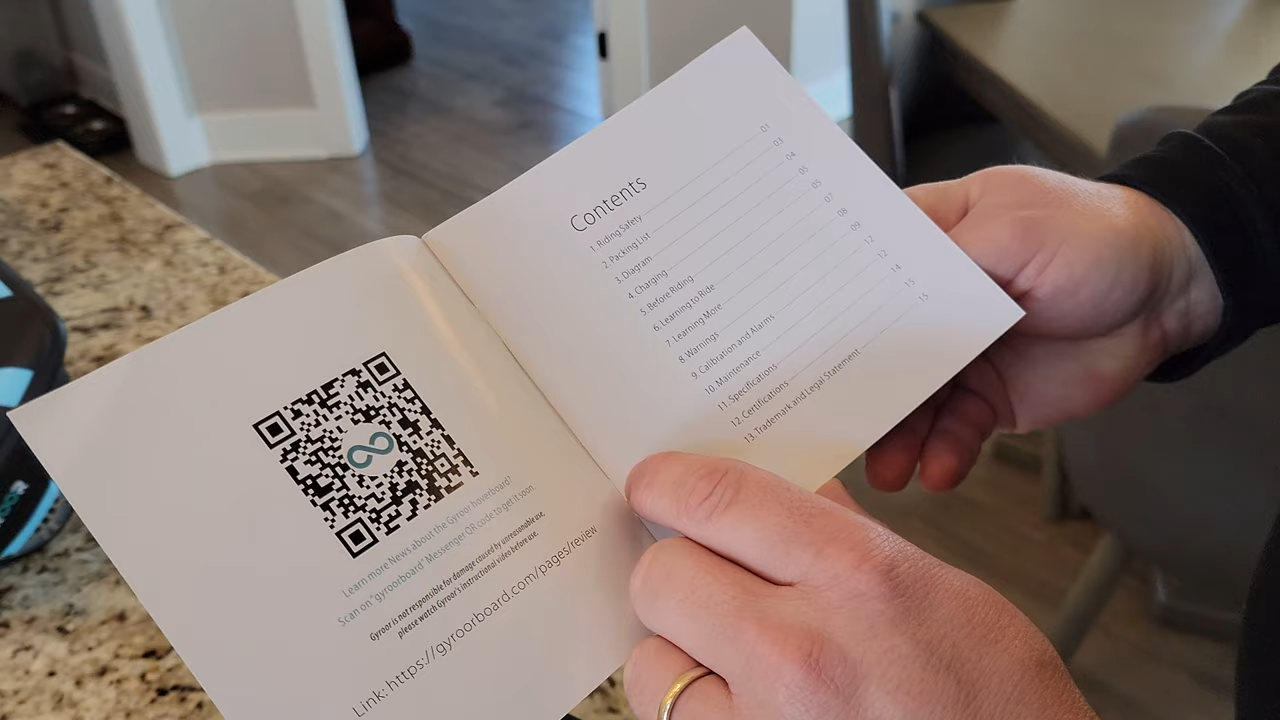 Learn more News about the Gyroor hoverboard?
Scan on "gyroorboard" Messenger QR code to get it soon.
Gyroor is not responsible for damage caused by unreasonable use,
please watch Gyroor's instructional video before use.
Link: https://gyroorboard.com/pages/review
Contents
1. Riding Safety 01
2. Packing List 03
3. Diagram 04
4. Charging 05
5. Before Riding 05
6. Learning to Ride 07
7. Learning More 08
8. Warnings 09
9. Calibration and Alarms 12
10. Maintenance 12
11. Specifications 14
12. Certifications 15
13. Trademark and Legal Statement 15